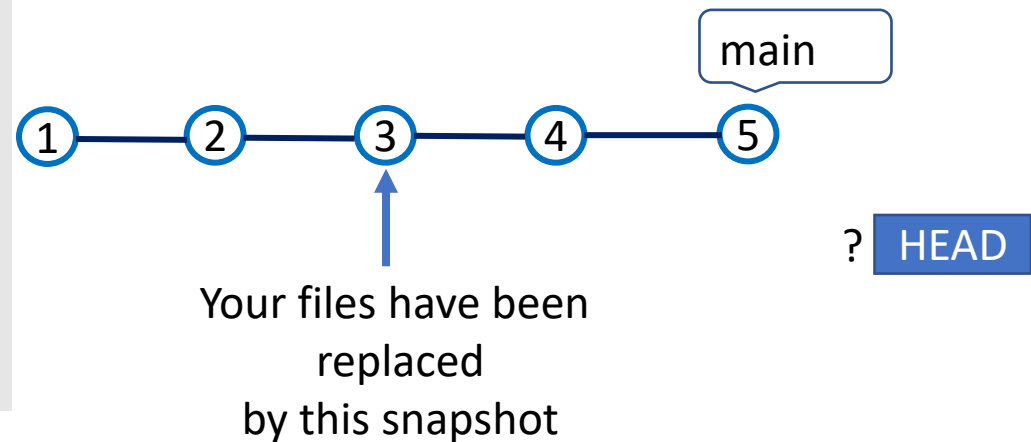 main
1 2 3 4 5
? HEAD
Your files have been
replaced
by this snapshot